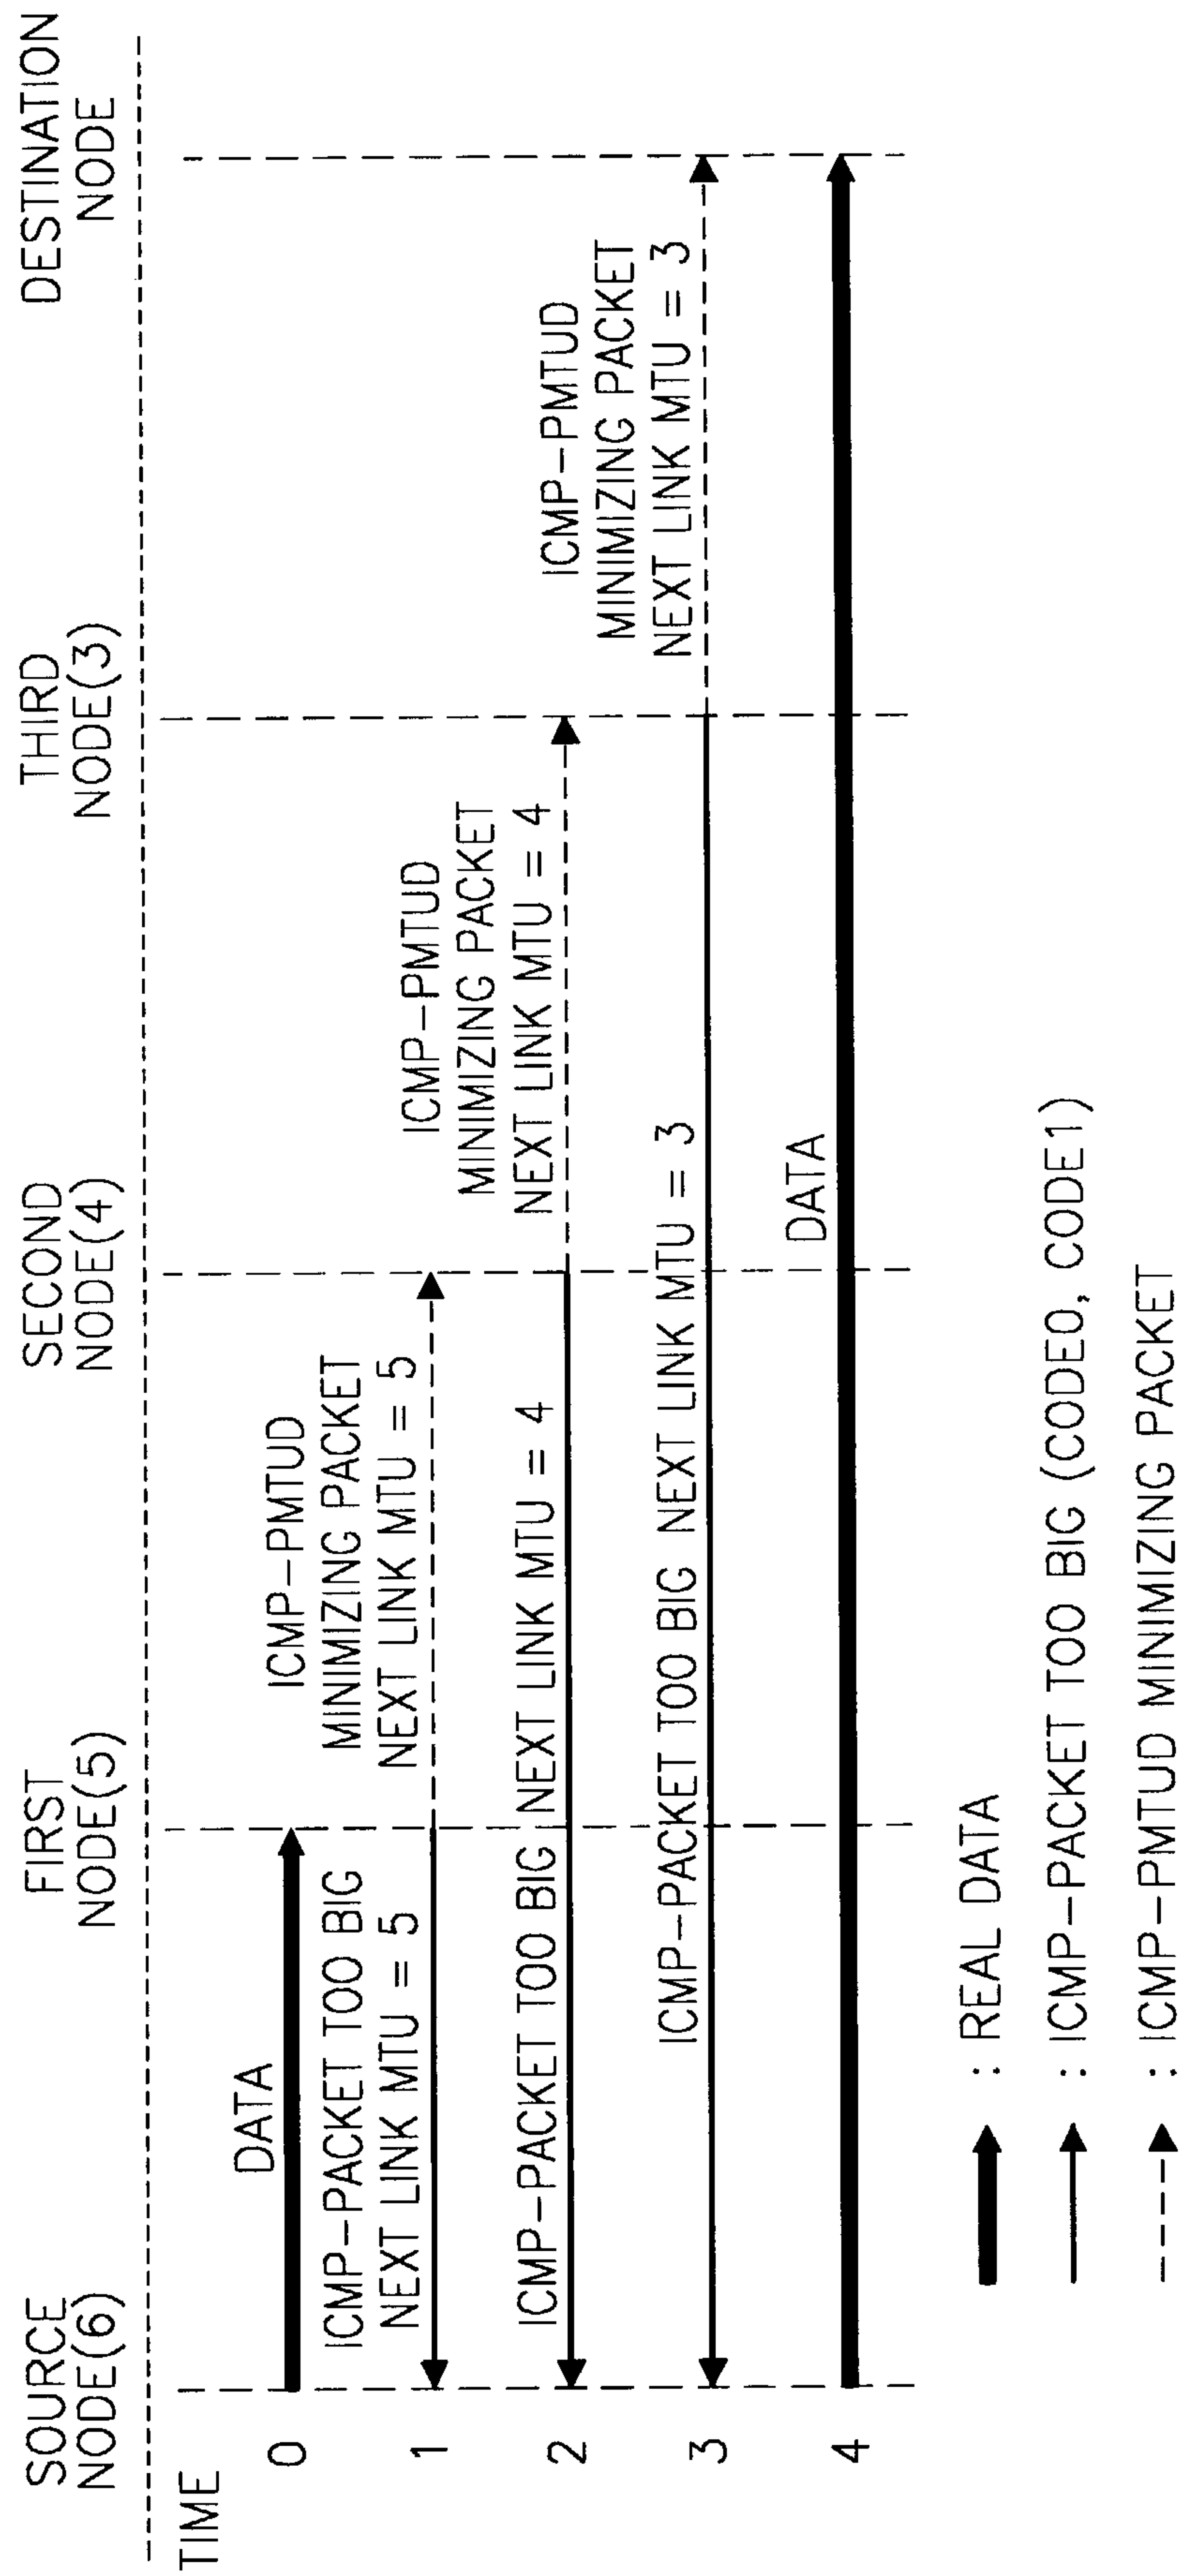 SOURCE
NODE(6)
FIRST
NODE(5)
SECOND
NODE(4)
THIRD
NODE(3)
DESTINATION
NODE
TIME
0
DATA
1
ICMP-PACKET TOO BIG
NEXT LINK MTU = 5
ICMP-PMTUD
MINIMIZING PACKET
NEXT LINK MTU = 5
2
ICMP-PACKET TOO BIG NEXT LINK MTU = 4
ICMP-PMTUD
MINIMIZING PACKET
NEXT LINK MTU = 4
3
ICMP-PACKET TOO BIG NEXT LINK MTU = 3
ICMP-PMTUD
MINIMIZING PACKET
NEXT LINK MTU = 3
4
DATA
: REAL DATA
: ICMP-PACKET TOO BIG (CODE0, CODE1)
: ICMP-PMTUD MINIMIZING PACKET